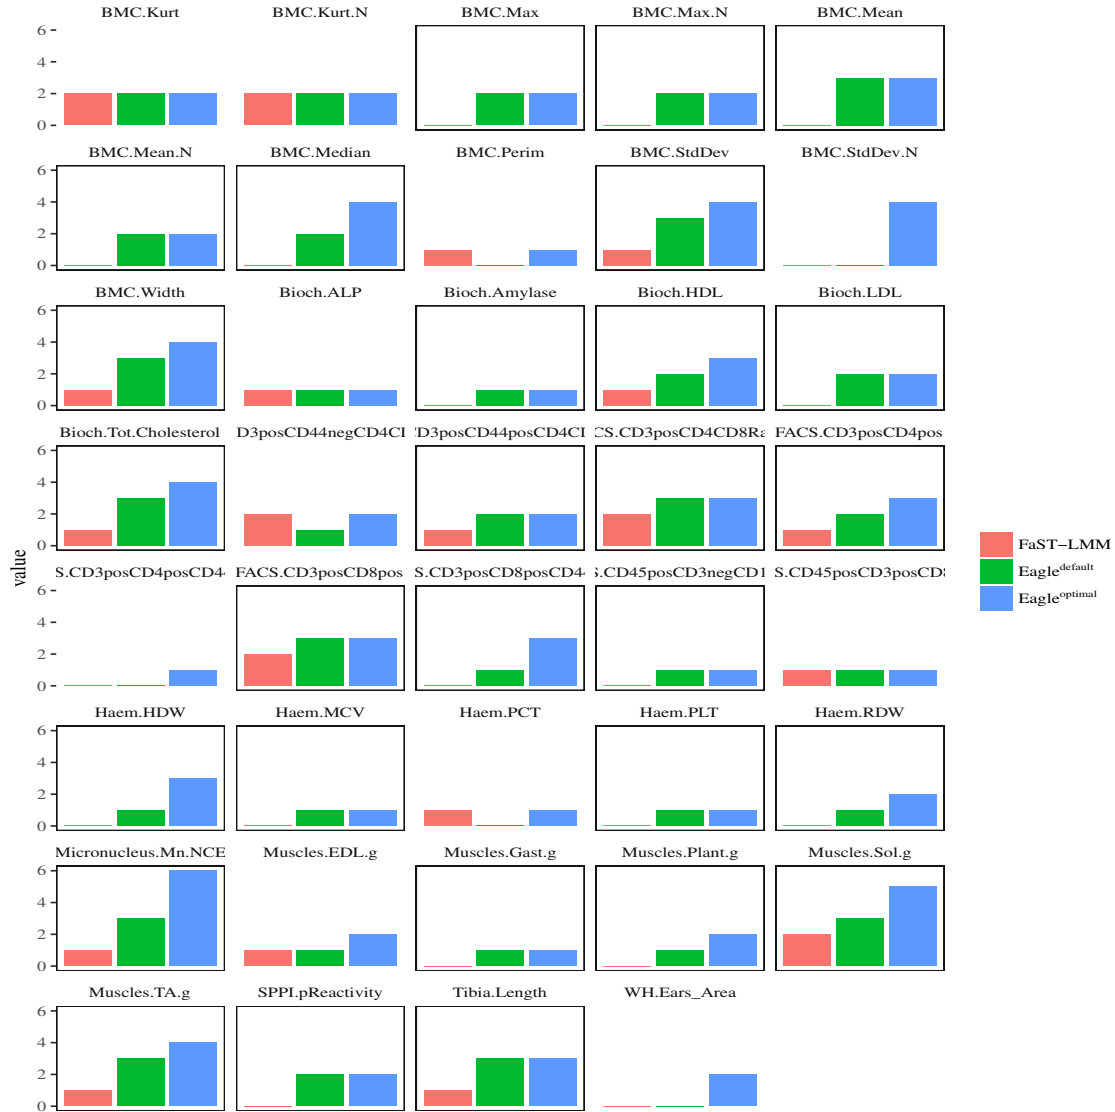 BMC.Kurt BMC.Kurt.N BMC.Max BMC.Max.N BMC.Mean
6
4
2
0
BMC.Mean.N BMC.Median BMC.Perim BMC.StdDev BMC.StdDev.N
6
4
2
0
BMC.Width Bioch.ALP Bioch.Amylase Bioch.HDL Bioch.LDL
6
4
2
0
Bioch.Tot.Cholesterol D3posCD44negCD4CD CD3posCD44posCD4CD CS.CD3posCD4CD8Ra FACS.CD3posCD4pos
6
4
2
0
S.CD3posCD4posCD44 FACS.CD3posCD8pos S.CD3posCD8posCD44 S.CD45posCD3negCD1 S.CD45posCD3posCD8
6
4
2
0
Haem.HDW Haem.MCV Haem.PCT Haem.PLT Haem.RDW
6
4
2
0
Micronucleus.Mn.NCE Muscles.EDL.g Muscles.Gast.g Muscles.Plant.g Muscles.Sol.g
6
4
2
0
Muscles.TA.g SPPI.pReactivity Tibia.Length WH.Ears_Area
6
4
2
0
value
FaST−LMM
Eagle^default
Eagle^optimal